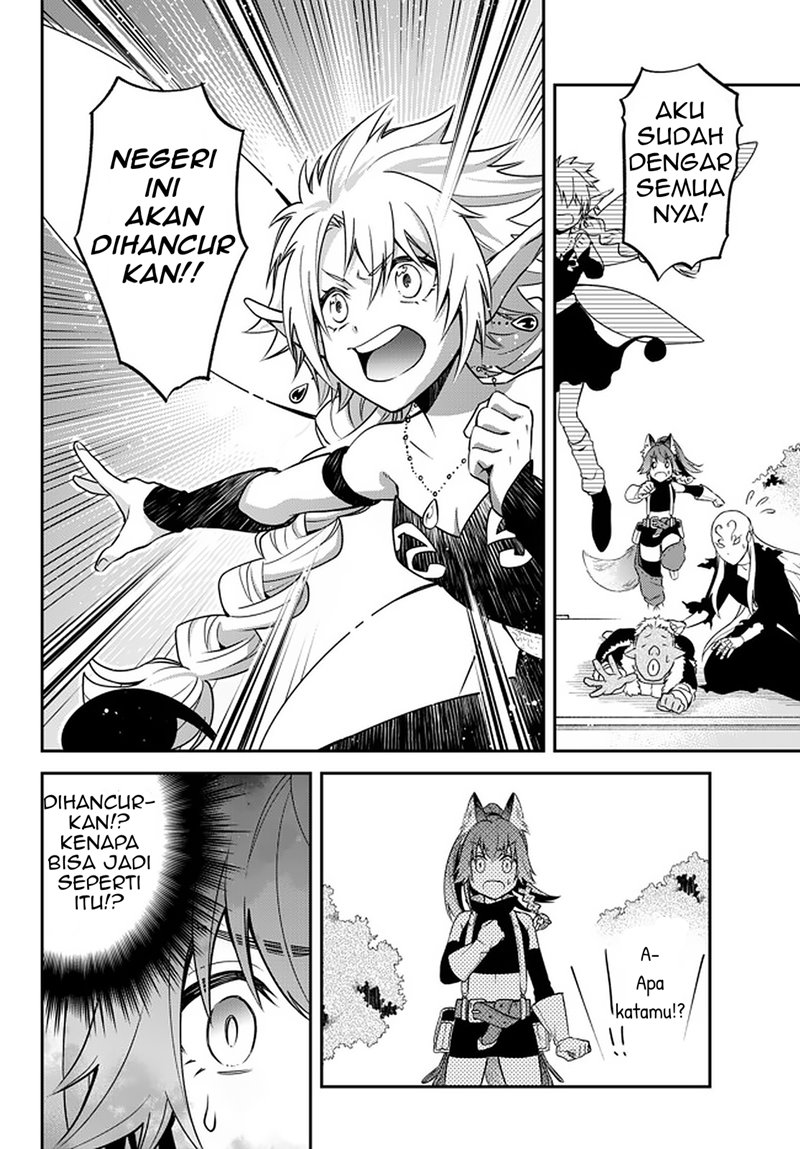 AKU
SUDAH
DENGAR
SEMUA
NYA!
NEGERI
INI
AKAN
DIHANCUR
KAN!!
A-
Apa
katamu!?
!!
DIHANCUR-
KAN!?
KENAPA
BISA JADI
SEPERTI
ITU!?